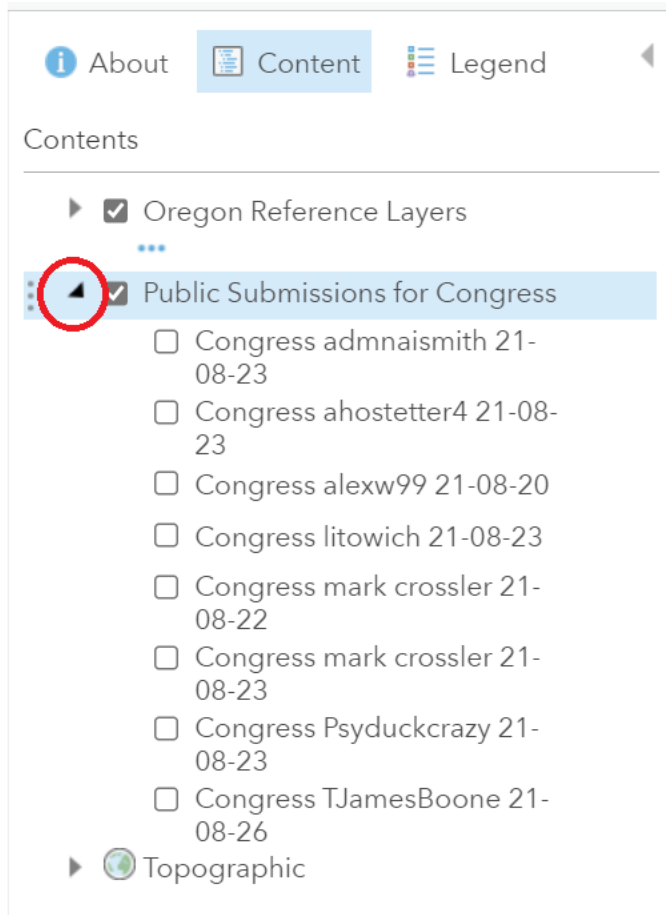 About Content Legend
Contents
Oregon Reference Layers
Public Submissions for Congress
Congress admnaismith 21-
08-23
Congress ahostetter4 21-08-
23
Congress alexw99 21-08-20
Congress litowich 21-08-23
Congress mark crossler 21-
08-22
Congress mark crossler 21-
08-23
Congress Psyduckcrazy 21-
08-23
Congress TJamesBoone 21-
08-26
Topographic